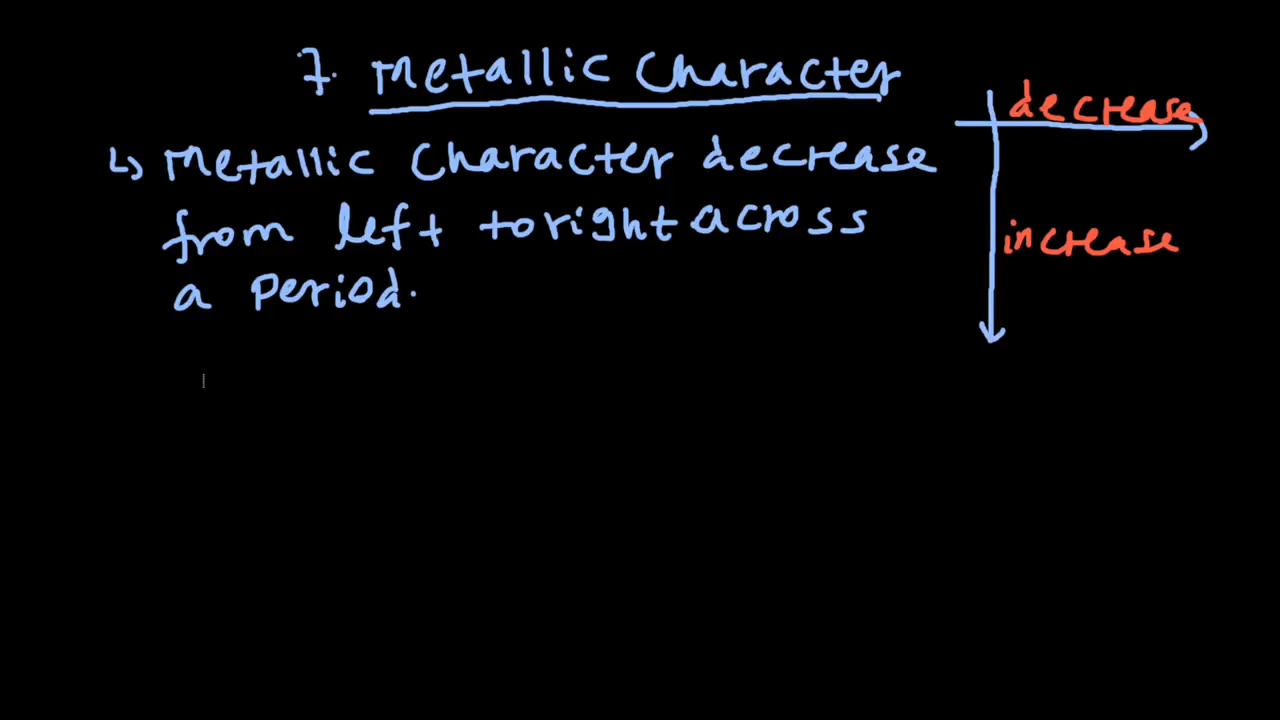 7. Metallic Character
↳ Metallic Character decrease
from left to right across
a period.
decrease
increase